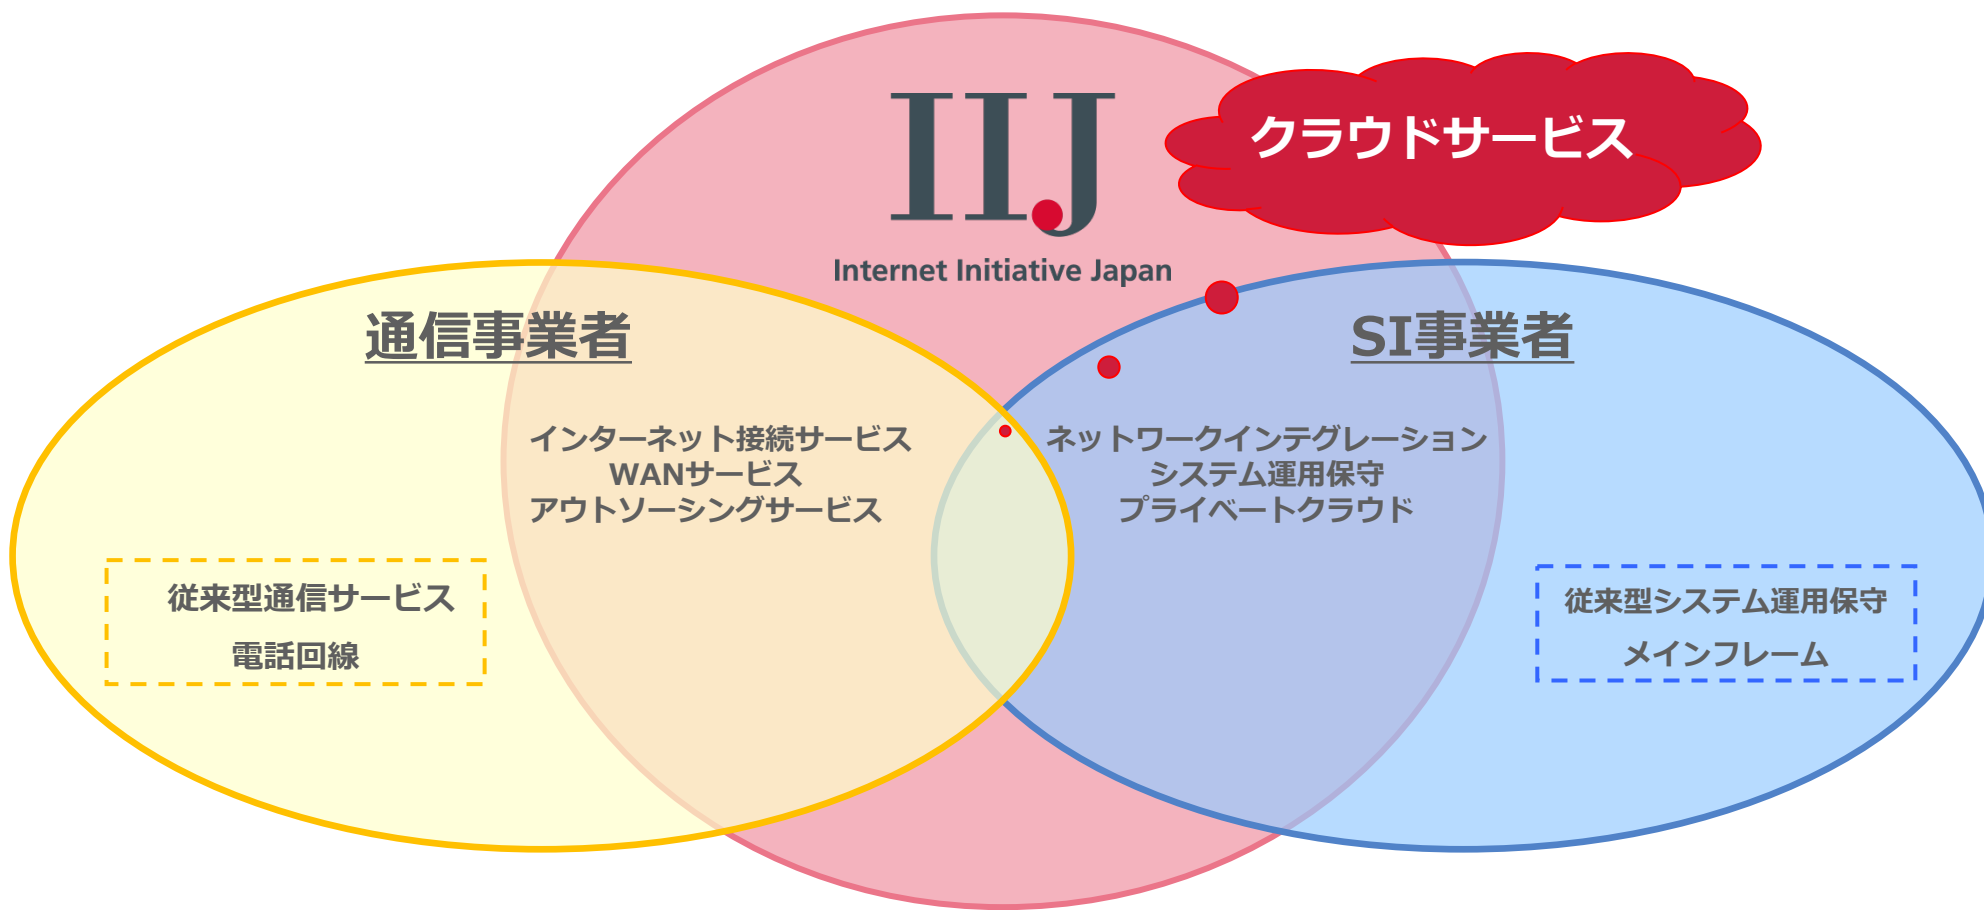 IIJ
Internet Initiative Japan
クラウドサービス
通信事業者
SI事業者
インターネット接続サービス
WANサービス
アウトソーシングサービス
ネットワークインテグレーション
システム運用保守
プライベートクラウド
従来型通信サービス
電話回線
従来型システム運用保守
メインフレーム